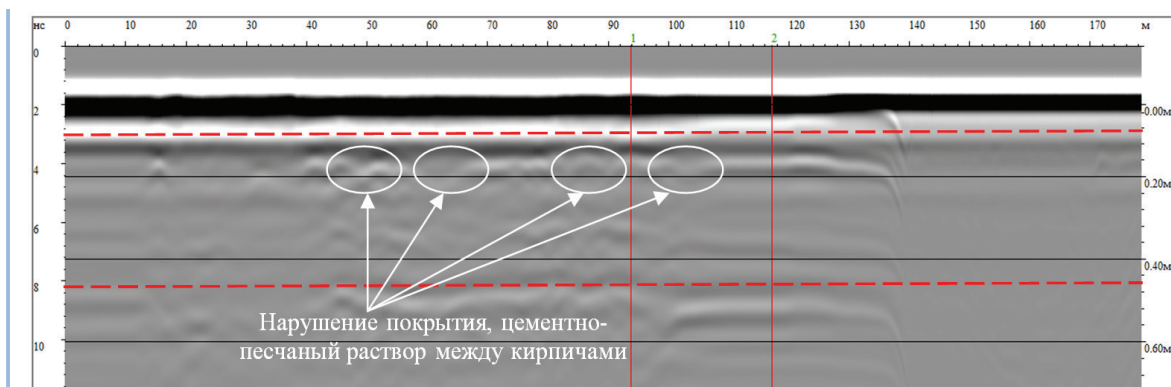 нс 0 10 20 30 40 50 60 70 80 90 100 110 120 130 140 150 160 170 м
1 2
0
2 0.00м
4 0.20м
6
0.40м
8
Нарушение покрытия, цементно-
песчаный раствор между кирпичами
10 0.60м